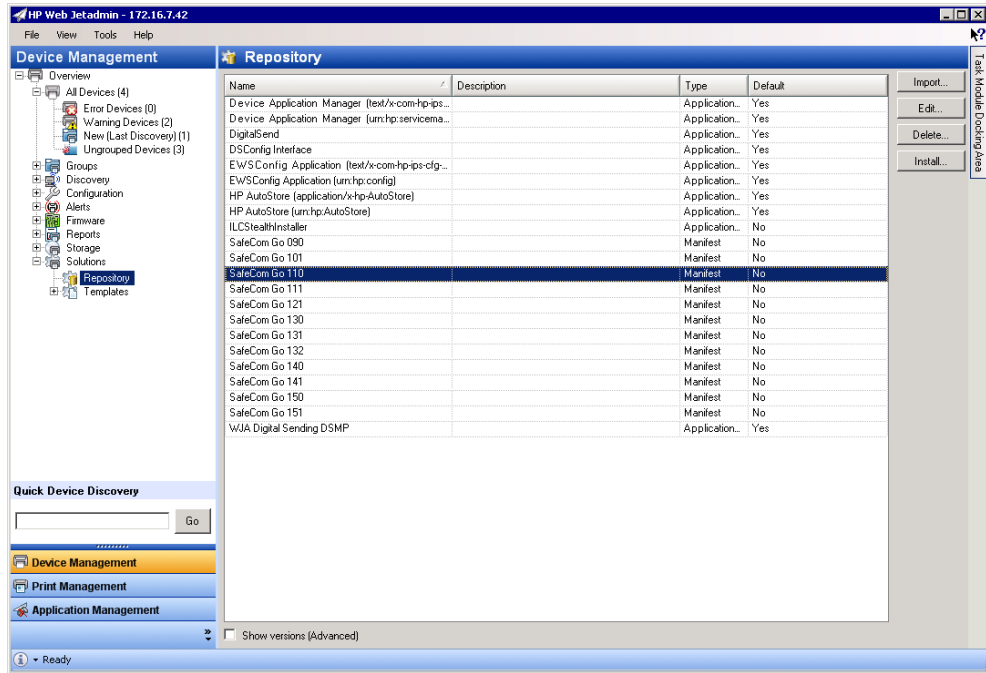 HP Web Jetadmin - 172.16.7.42
File View Tools Help
Device Management
Overview
All Devices (4)
Error Devices (0)
Warning Devices (2)
New (Last Discovery) (1)
Ungrouped Devices (3)
Groups
Discovery
Configuration
Alerts
Firmware
Reports
Storage
Solutions
Repository
Templates
Quick Device Discovery
Go
Device Management
Print Management
Application Management
Repository
Name Description Type Default
Device Application Manager (text/x-com-hp-ips... Application... Yes
Device Application Manager (urn:hp:servicema... Application... Yes
DigitalSend Application... Yes
DSConfig Interface Application... Yes
EWSConfig Application (text/x-com-hp-ips-cfg-... Application... Yes
EWSConfig Application (urn:hp:config) Application... Yes
HP AutoStore (application/x-hp-AutoStore) Application... Yes
HP AutoStore (urn:hp:AutoStore) Application... Yes
ILCStealthInstaller Application... No
SafeCom Go 090 Manifest No
SafeCom Go 101 Manifest No
SafeCom Go 110 Manifest No
SafeCom Go 111 Manifest No
SafeCom Go 121 Manifest No
SafeCom Go 130 Manifest No
SafeCom Go 131 Manifest No
SafeCom Go 132 Manifest No
SafeCom Go 140 Manifest No
SafeCom Go 141 Manifest No
SafeCom Go 150 Manifest No
SafeCom Go 151 Manifest No
WJA Digital Sending DSMP Application... Yes
Show versions (Advanced)
Import...
Edit...
Delete...
Install...
Task Module Docking Area
Ready